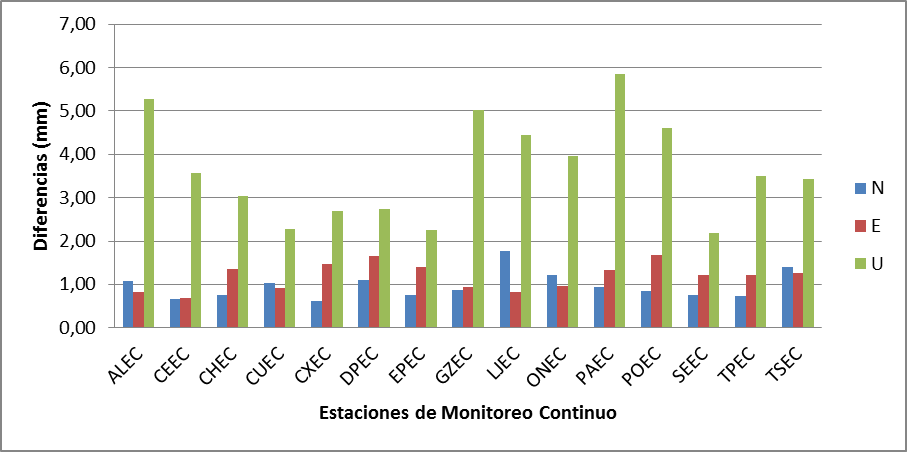 7,00
6,00
5,00
4,00
3,00
2,00
1,00
0,00
Diferencias (mm)
ALEC
CEEC
CHEC
CUEC
CXEC
DPEC
EPEC
GZEC
LJEC
ONEC
PAEC
POEC
SEEC
TPEC
TSEC
Estaciones de Monitoreo Continuo
N
E
U